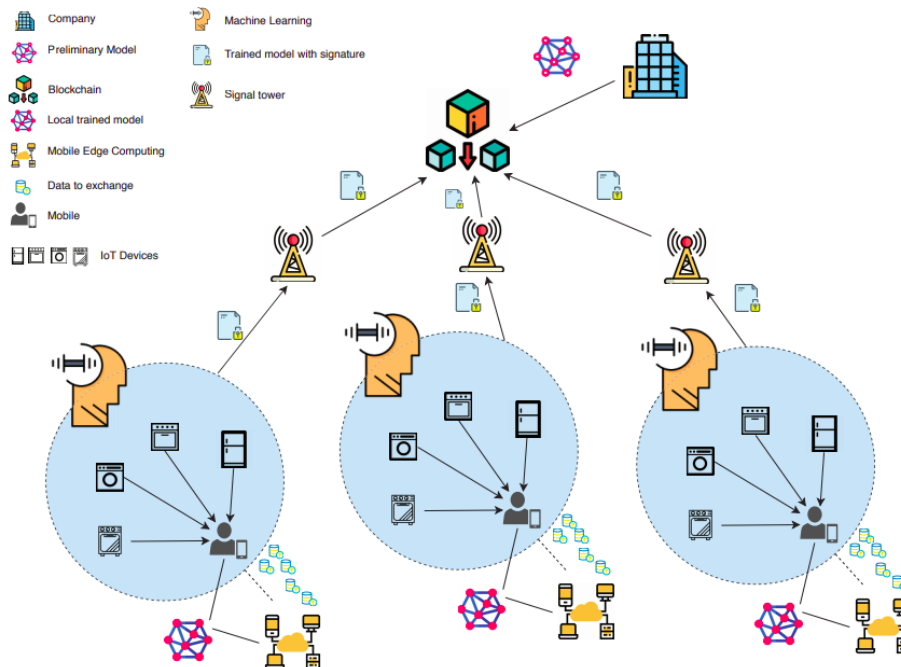 Company
Preliminary Model
Blockchain
Local trained model
Mobile Edge Computing
Data to exchange
Mobile
IoT Devices
Machine Learning
Trained model with signature
Signal tower